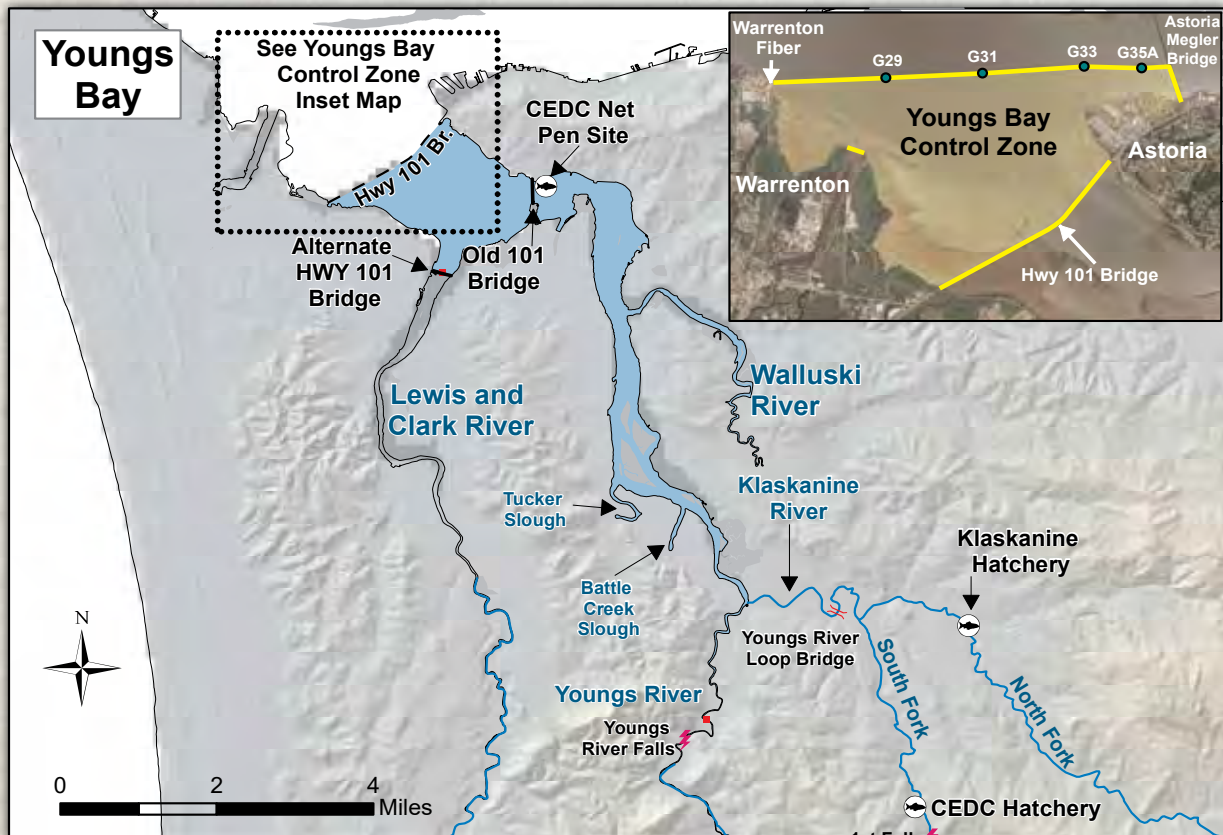 Youngs
Bay
See Youngs Bay
Control Zone
Inset Map
Hwy 101 Br.
CEDC Net
Pen Site
Alternate
HWY 101
Bridge
Old 101
Bridge
Warrenton
Fiber
G29
G31
G33
G35A
Astoria
Megler
Bridge
Youngs Bay
Control Zone
Astoria
Warrenton
Hwy 101 Bridge
Lewis and
Clark River
Walluski
River
Tucker
Slough
Klaskanine
River
Battle
Creek
Slough
Klaskanine
Hatchery
Youngs River
Loop Bridge
South Fork
North Fork
Youngs River
Youngs
River Falls
CEDC Hatchery
N
0 2 4
Miles